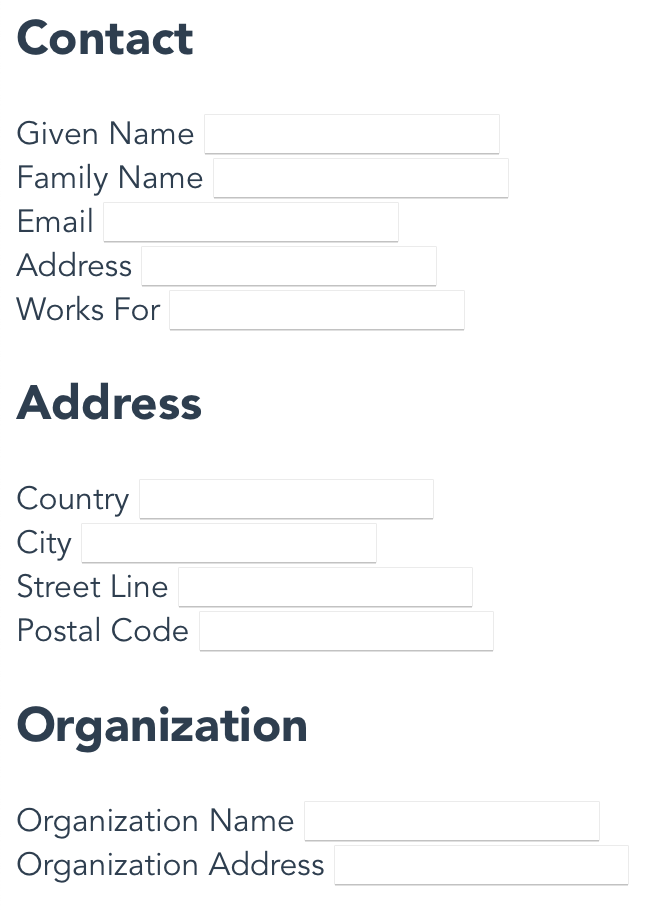 Contact
Given Name
Family Name
Email
Address
Works For
Address
Country
City
Street Line
Postal Code
Organization
Organization Name
Organization Address